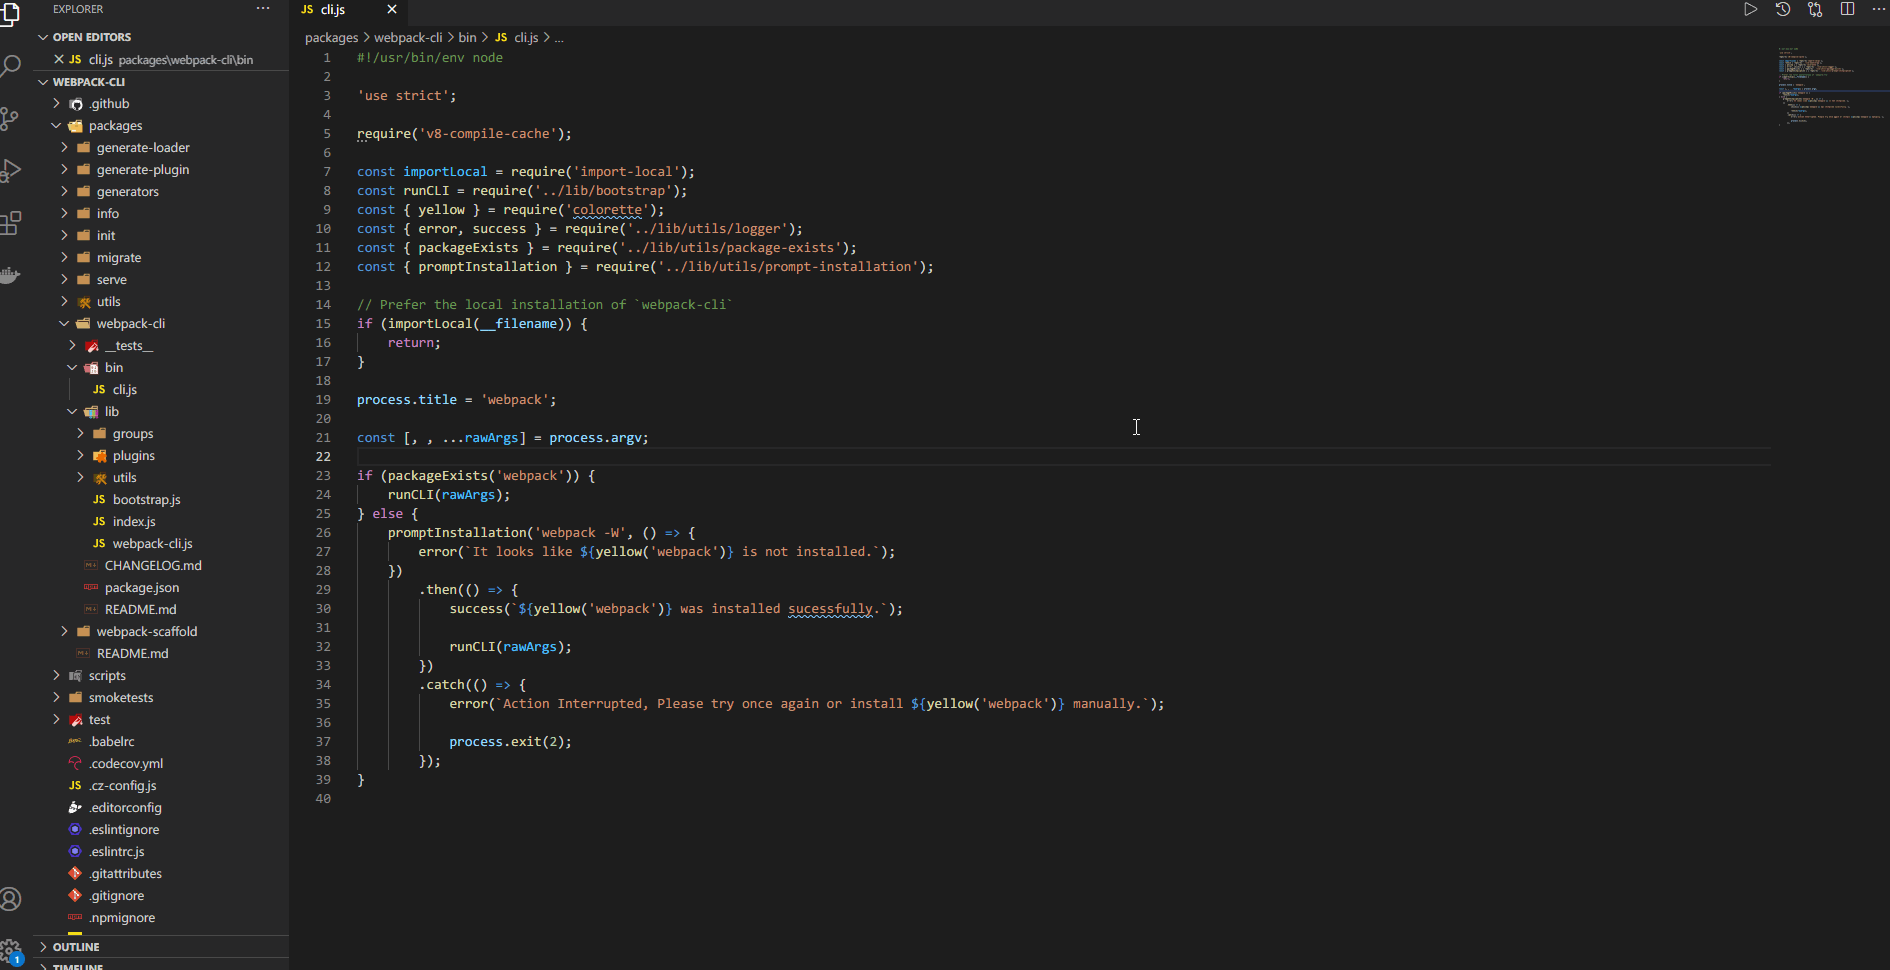 EXPLORER
OPEN EDITORS
JS cli.js packages\webpack-cli\bin
WEBPACK-CLI
.github
packages
generate-loader
generate-plugin
generators
info
init
migrate
serve
utils
webpack-cli
__tests__
bin
JS cli.js
lib
groups
plugins
utils
JS bootstrap.js
JS index.js
JS webpack-cli.js
CHANGELOG.md
package.json
README.md
webpack-scaffold
README.md
scripts
smoketests
test
.babelrc
.codecov.yml
JS .cz-config.js
.editorconfig
.eslintignore
.eslintrc.js
.gitattributes
.gitignore
.npmignore
OUTLINE
TIMELINE
1
JS cli.js
packages > webpack-cli > bin > JS cli.js > ...
1 #!/usr/bin/env node
2
3 'use strict';
4
5 require('v8-compile-cache');
6
7 const importLocal = require('import-local');
8 const runCLI = require('../lib/bootstrap');
9 const { yellow } = require('colorette');
10 const { error, success } = require('../lib/utils/logger');
11 const { packageExists } = require('../lib/utils/package-exists');
12 const { promptInstallation } = require('../lib/utils/prompt-installation');
13
14 // Prefer the local installation of `webpack-cli`
15 if (importLocal(__filename)) {
16 return;
17 }
18
19 process.title = 'webpack';
20
21 const [, , ...rawArgs] = process.argv;
22
23 if (packageExists('webpack')) {
24 runCLI(rawArgs);
25 } else {
26 promptInstallation('webpack -W', () => {
27 error(`It looks like ${yellow('webpack')} is not installed.`);
28 })
29 .then(() => {
30 success(`${yellow('webpack')} was installed sucessfully.`);
31
32 runCLI(rawArgs);
33 })
34 .catch(() => {
35 error(`Action Interrupted, Please try once again or install ${yellow('webpack')} manually.`);
36
37 process.exit(2);
38 });
39 }
40